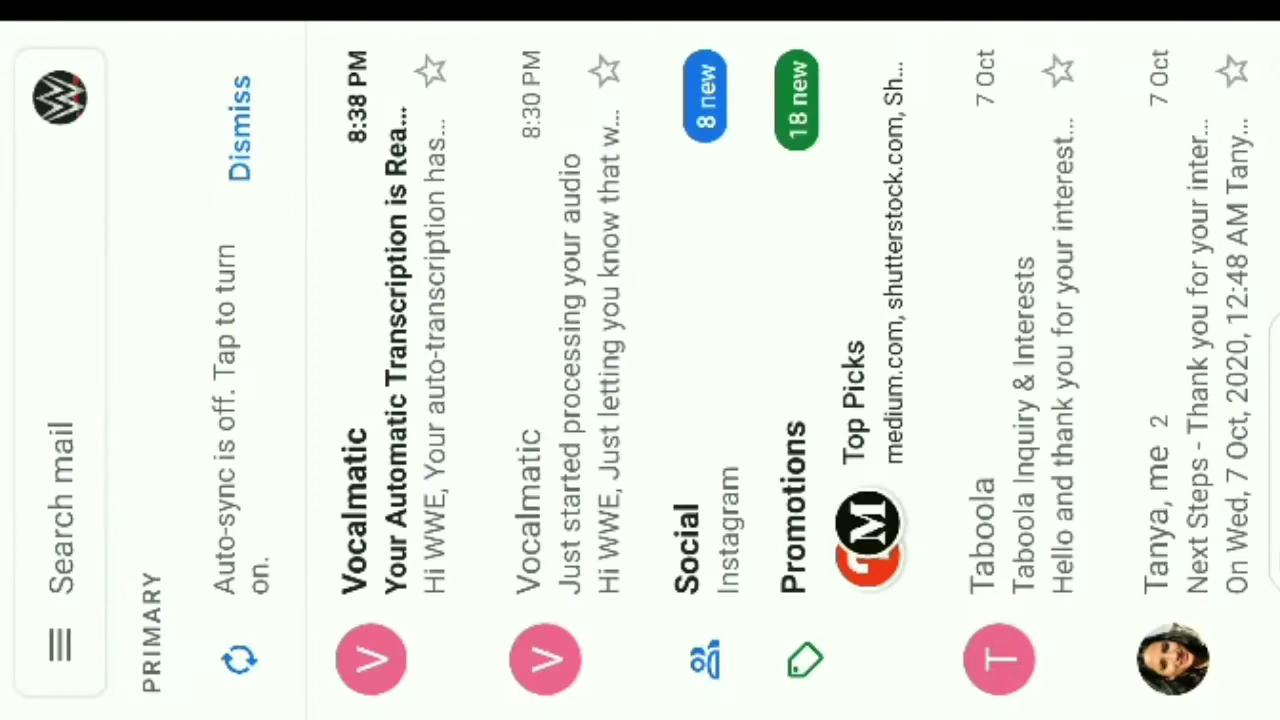 Search mail
PRIMARY
Auto-sync is off. Tap to turn
on.
Dismiss
V
Vocalmatic
8:38 PM
Your Automatic Transcription is Rea...
Hi WWE, Your auto-transcription has...
V
Vocalmatic
8:30 PM
Just started processing your audio
Hi WWE, Just letting you know that w...
Social
8 new
Instagram
Promotions
18 new
M
Top Picks
medium.com, shutterstock.com, Sh...
T
Taboola
7 Oct
Taboola Inquiry & Interests
Hello and thank you for your interest...
Tanya, me 2
7 Oct
Next Steps - Thank you for your inter...
On Wed, 7 Oct, 2020, 12:48 AM Tany...